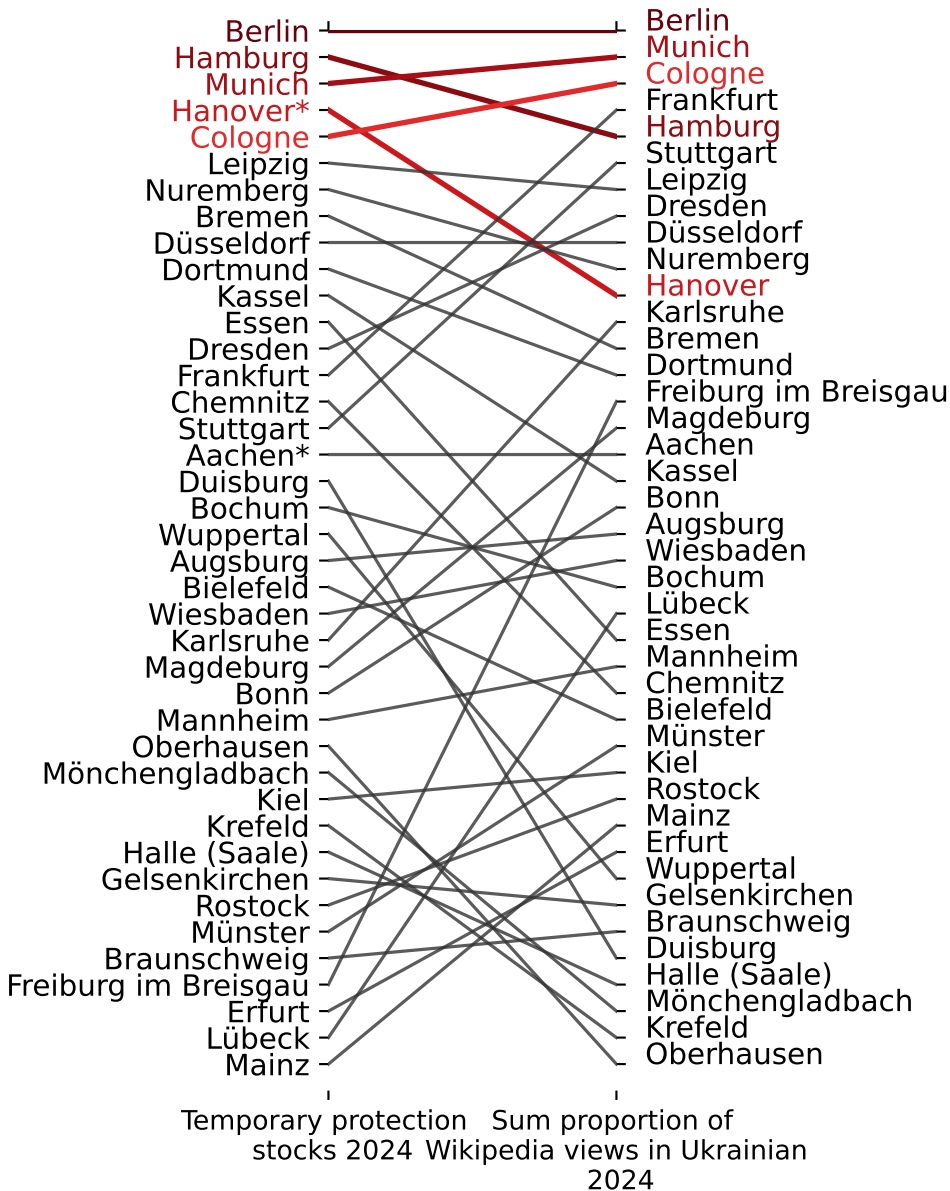 Berlin
Hamburg
Munich
Hanover*
Cologne
Leipzig
Nuremberg
Bremen
Düsseldorf
Dortmund
Kassel
Essen
Dresden
Frankfurt
Chemnitz
Stuttgart
Aachen*
Duisburg
Bochum
Wuppertal
Augsburg
Bielefeld
Wiesbaden
Karlsruhe
Magdeburg
Bonn
Mannheim
Oberhausen
Mönchengladbach
Kiel
Krefeld
Halle (Saale)
Gelsenkirchen
Rostock
Münster
Braunschweig
Freiburg im Breisgau
Erfurt
Lübeck
Mainz
Berlin
Munich
Cologne
Frankfurt
Hamburg
Stuttgart
Leipzig
Dresden
Düsseldorf
Nuremberg
Hanover
Karlsruhe
Bremen
Dortmund
Freiburg im Breisgau
Magdeburg
Aachen
Kassel
Bonn
Augsburg
Wiesbaden
Bochum
Lübeck
Essen
Mannheim
Chemnitz
Bielefeld
Münster
Kiel
Rostock
Mainz
Erfurt
Wuppertal
Gelsenkirchen
Braunschweig
Duisburg
Halle (Saale)
Mönchengladbach
Krefeld
Oberhausen
Temporary protection
stocks 2024
Sum proportion of
Wikipedia views in Ukrainian
2024